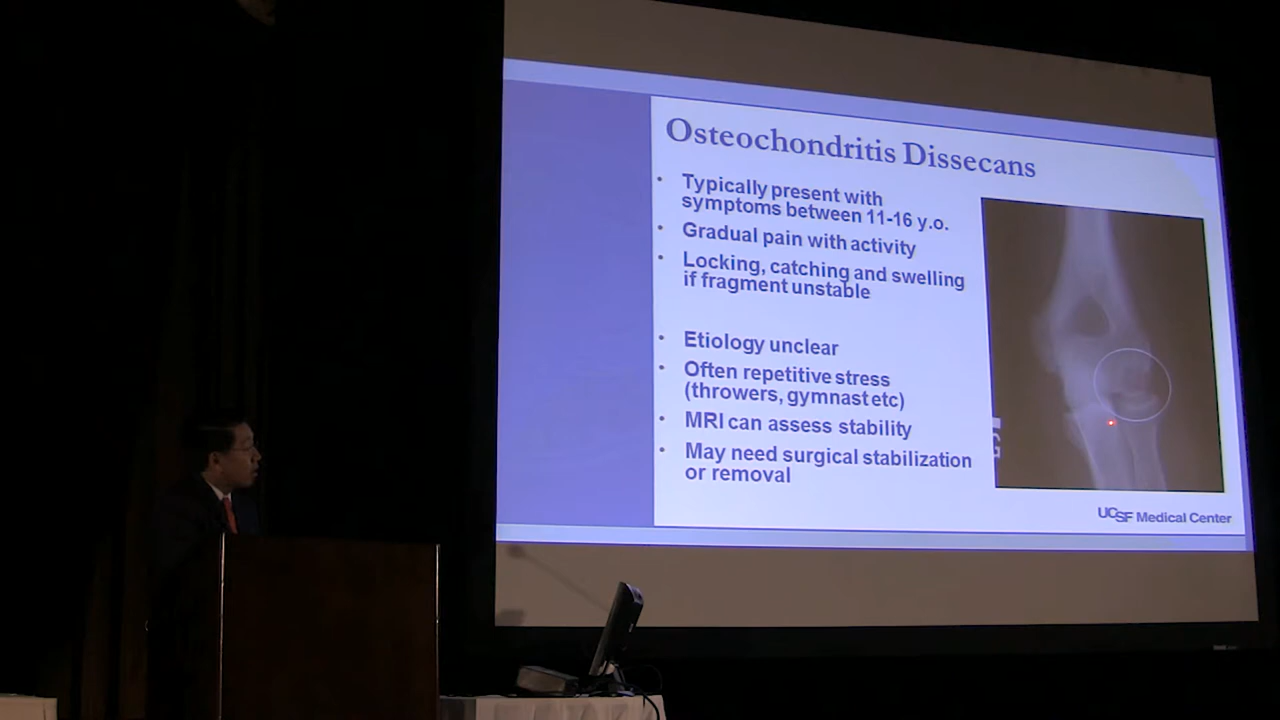 Osteochondritis Dissecans
• Typically present with
symptoms between 11-16 y.o.
• Gradual pain with activity
• Locking, catching and swelling
if fragment unstable
• Etiology unclear
• Often repetitive stress
(throwers, gymnast etc)
• MRI can assess stability
• May need surgical stabilization
or removal
G
UCSF Medical Center